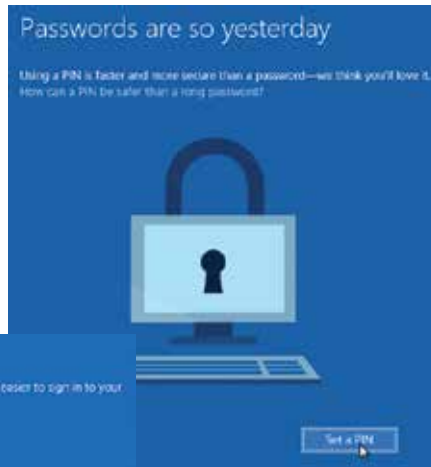 Passwords are so yesterday
Using a PIN is faster and more secure than a password—we think you'll love it.
How can a PIN be safer than a long password?
easier to sign in to your
Set a PIN